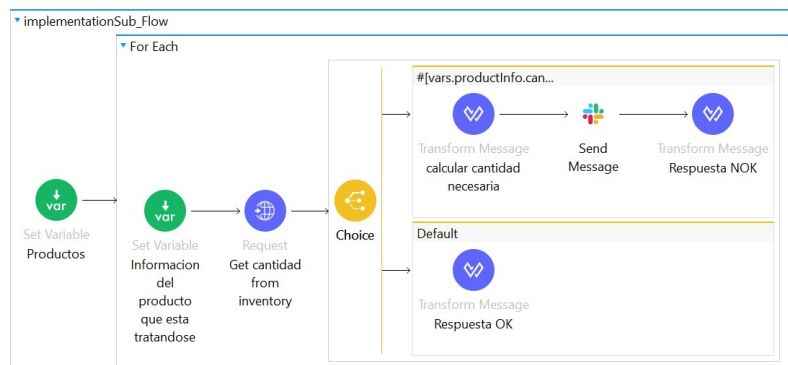 implementationSub_Flow
For Each
#[vars.productInfo.can...
Transform Message
calcular cantidad
necesaria
Send
Message
Transform Message
Respuesta NOK
var
Set Variable
Productos
var
Set Variable
Informacion
del
producto
que esta
tratandose
Request
Get cantidad
from
inventory
Choice
Default
Transform Message
Respuesta OK